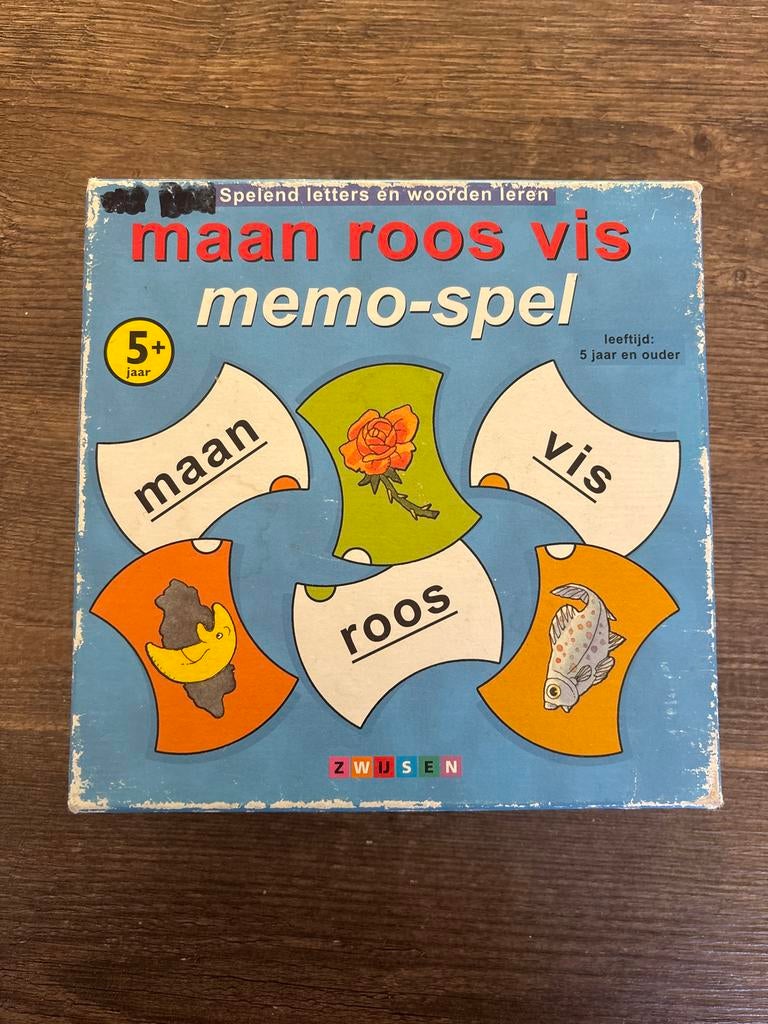 Spelend letters en woorden leren
maan roos vis
memo-spel
5+
jaar
leeftijd:
5 jaar en ouder
maan
vis
roos
ZWIJSEN